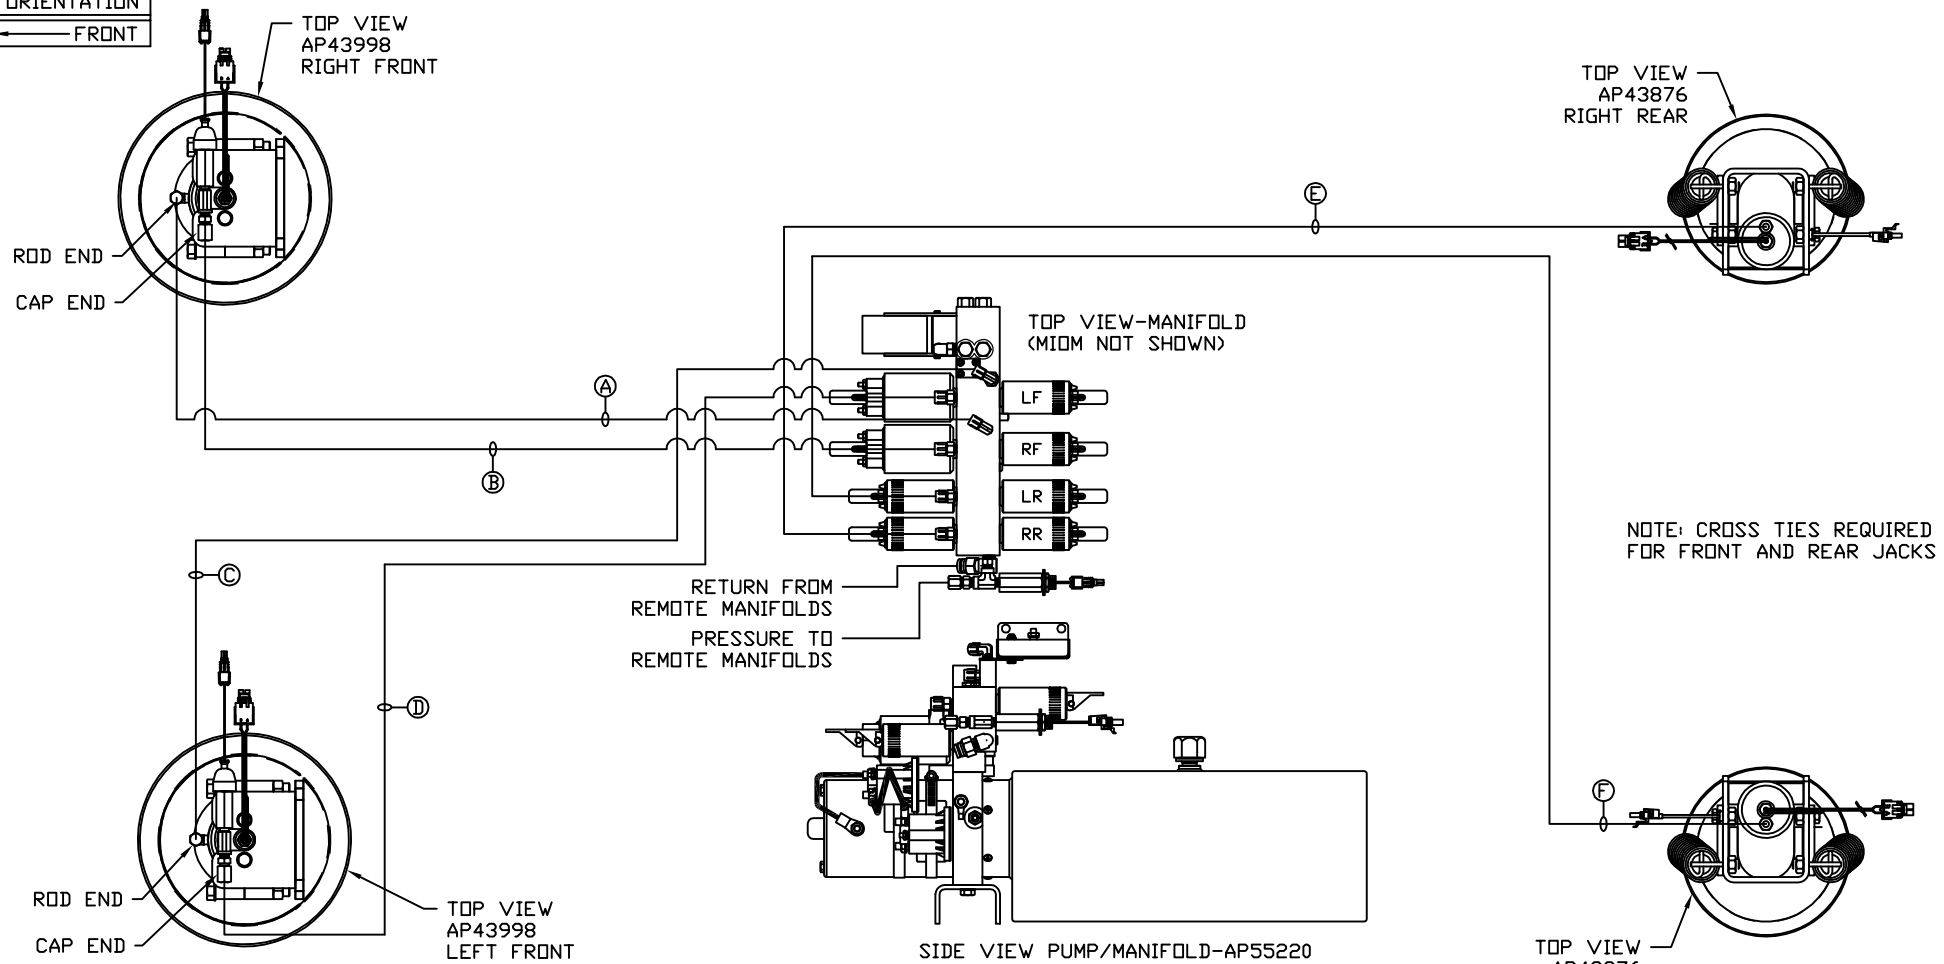 ORIENTATION
FRONT
TOP VIEW
AP43998
RIGHT FRONT
TOP VIEW
AP43876
RIGHT REAR
E
ROD END
CAP END
TOP VIEW-MANIFOLD
(MIOM NOT SHOWN)
A
LF
RF
B
LR
RR
NOTE: CROSS TIES REQUIRED
FOR FRONT AND REAR JACKS
C
RETURN FROM
REMOTE MANIFOLDS
PRESSURE TO
REMOTE MANIFOLDS
D
F
ROD END
CAP END
TOP VIEW
AP43998
LEFT FRONT
SIDE VIEW PUMP/MANIFOLD-AP55220
TOP VIEW